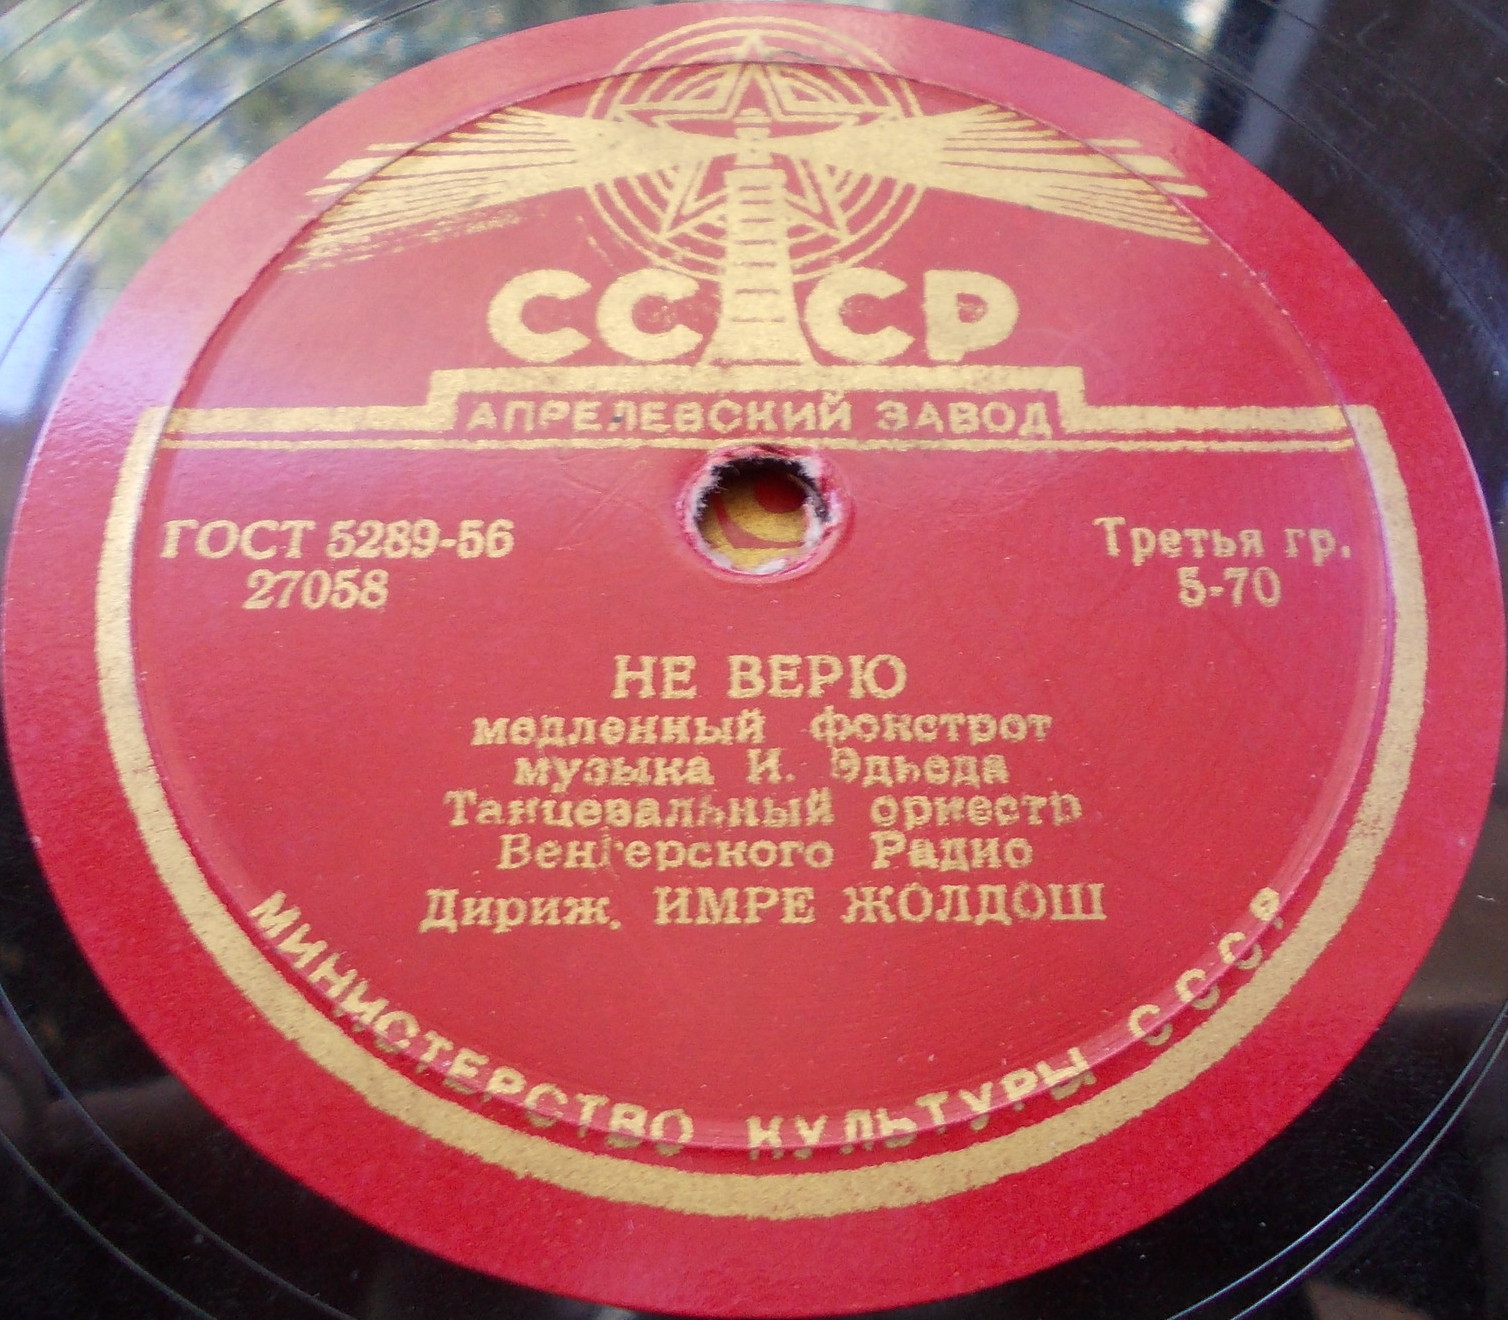 СССР
АПРЕЛЕВСКИЙ ЗАВОД
ГОСТ 5289-56
27058
Третья гр.
5-70
НЕ ВЕРЮ
медленный фокстрот
музыка И. Эдьеда
Танцевальный оркестр
Венгерского Радио
Дириж. ИМРЕ ЖОЛДОШ
МИНИСТЕРСТВО КУЛЬТУРЫ СССР